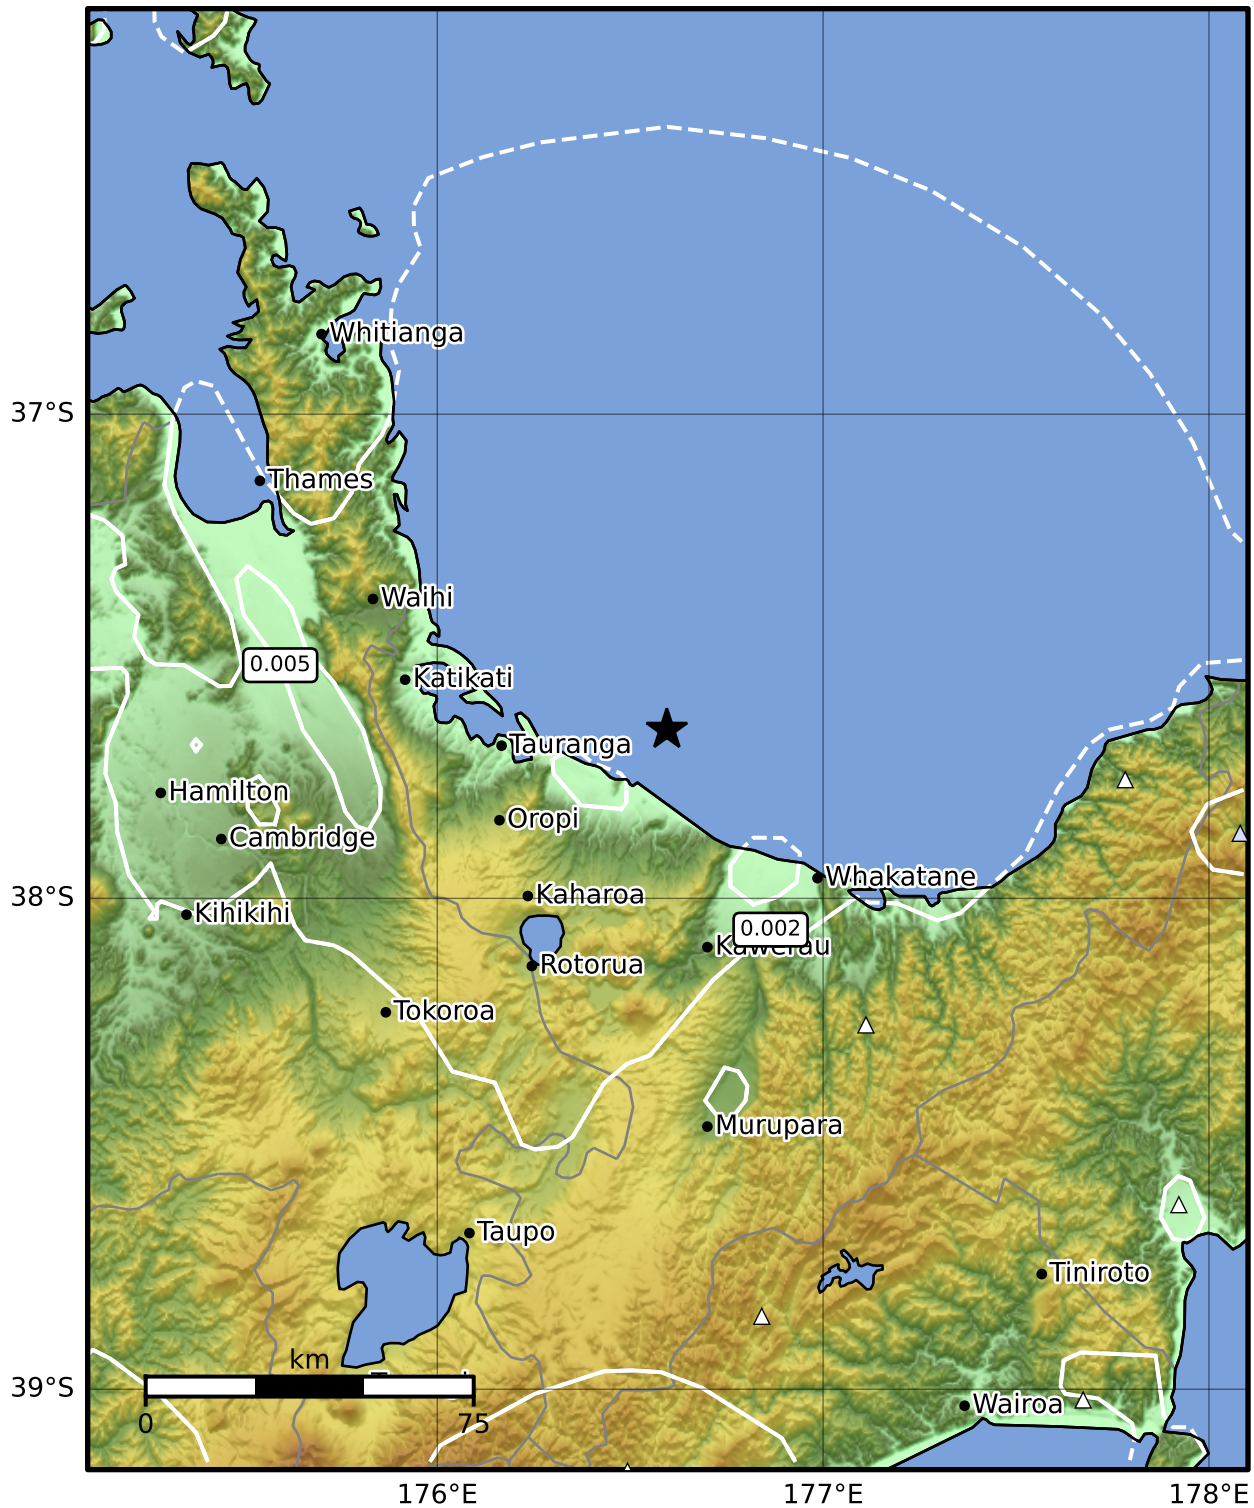 Whitianga
37°S
Thames
Waihi
0.005
Katikati
Tauranga
Hamilton
Oropi
Cambridge
Whakatane
Kaharoa
38°S
Kihikihi
0.002
Kawerau
Rotorua
Tokoroa
Murupara
Taupo
Tiniroto
km
39°S
Wairoa
0
75
176°E
177°E
178°E